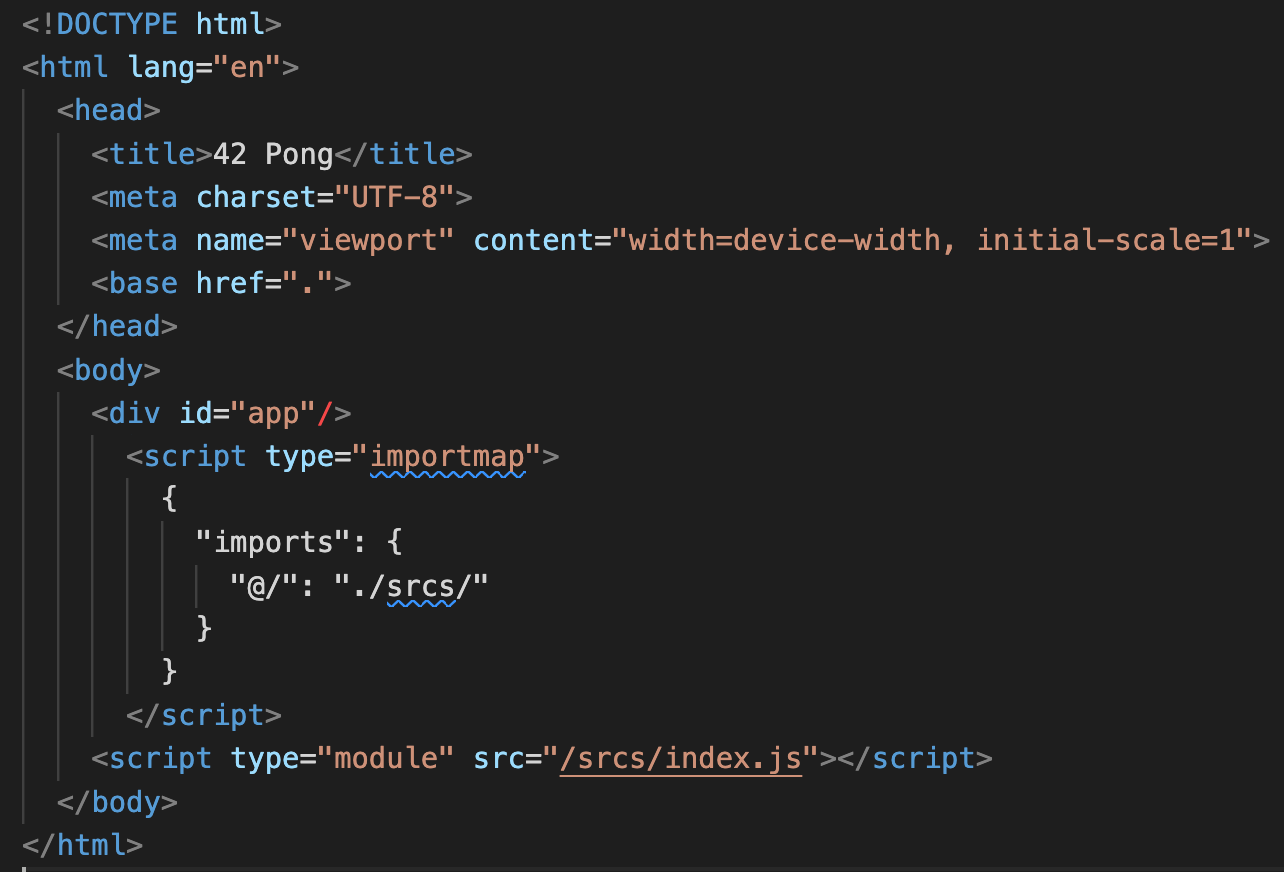 <!DOCTYPE html>
<html lang="en">
  <head>
    <title>42 Pong</title>
    <meta charset="UTF-8">
    <meta name="viewport" content="width=device-width, initial-scale=1">
    <base href=".">
  </head>
  <body>
    <div id="app"/>
      <script type="importmap">
        {
          "imports": {
            "@/": "./srcs/"
          }
        }
      </script>
    <script type="module" src="/srcs/index.js"></script>
  </body>
</html>